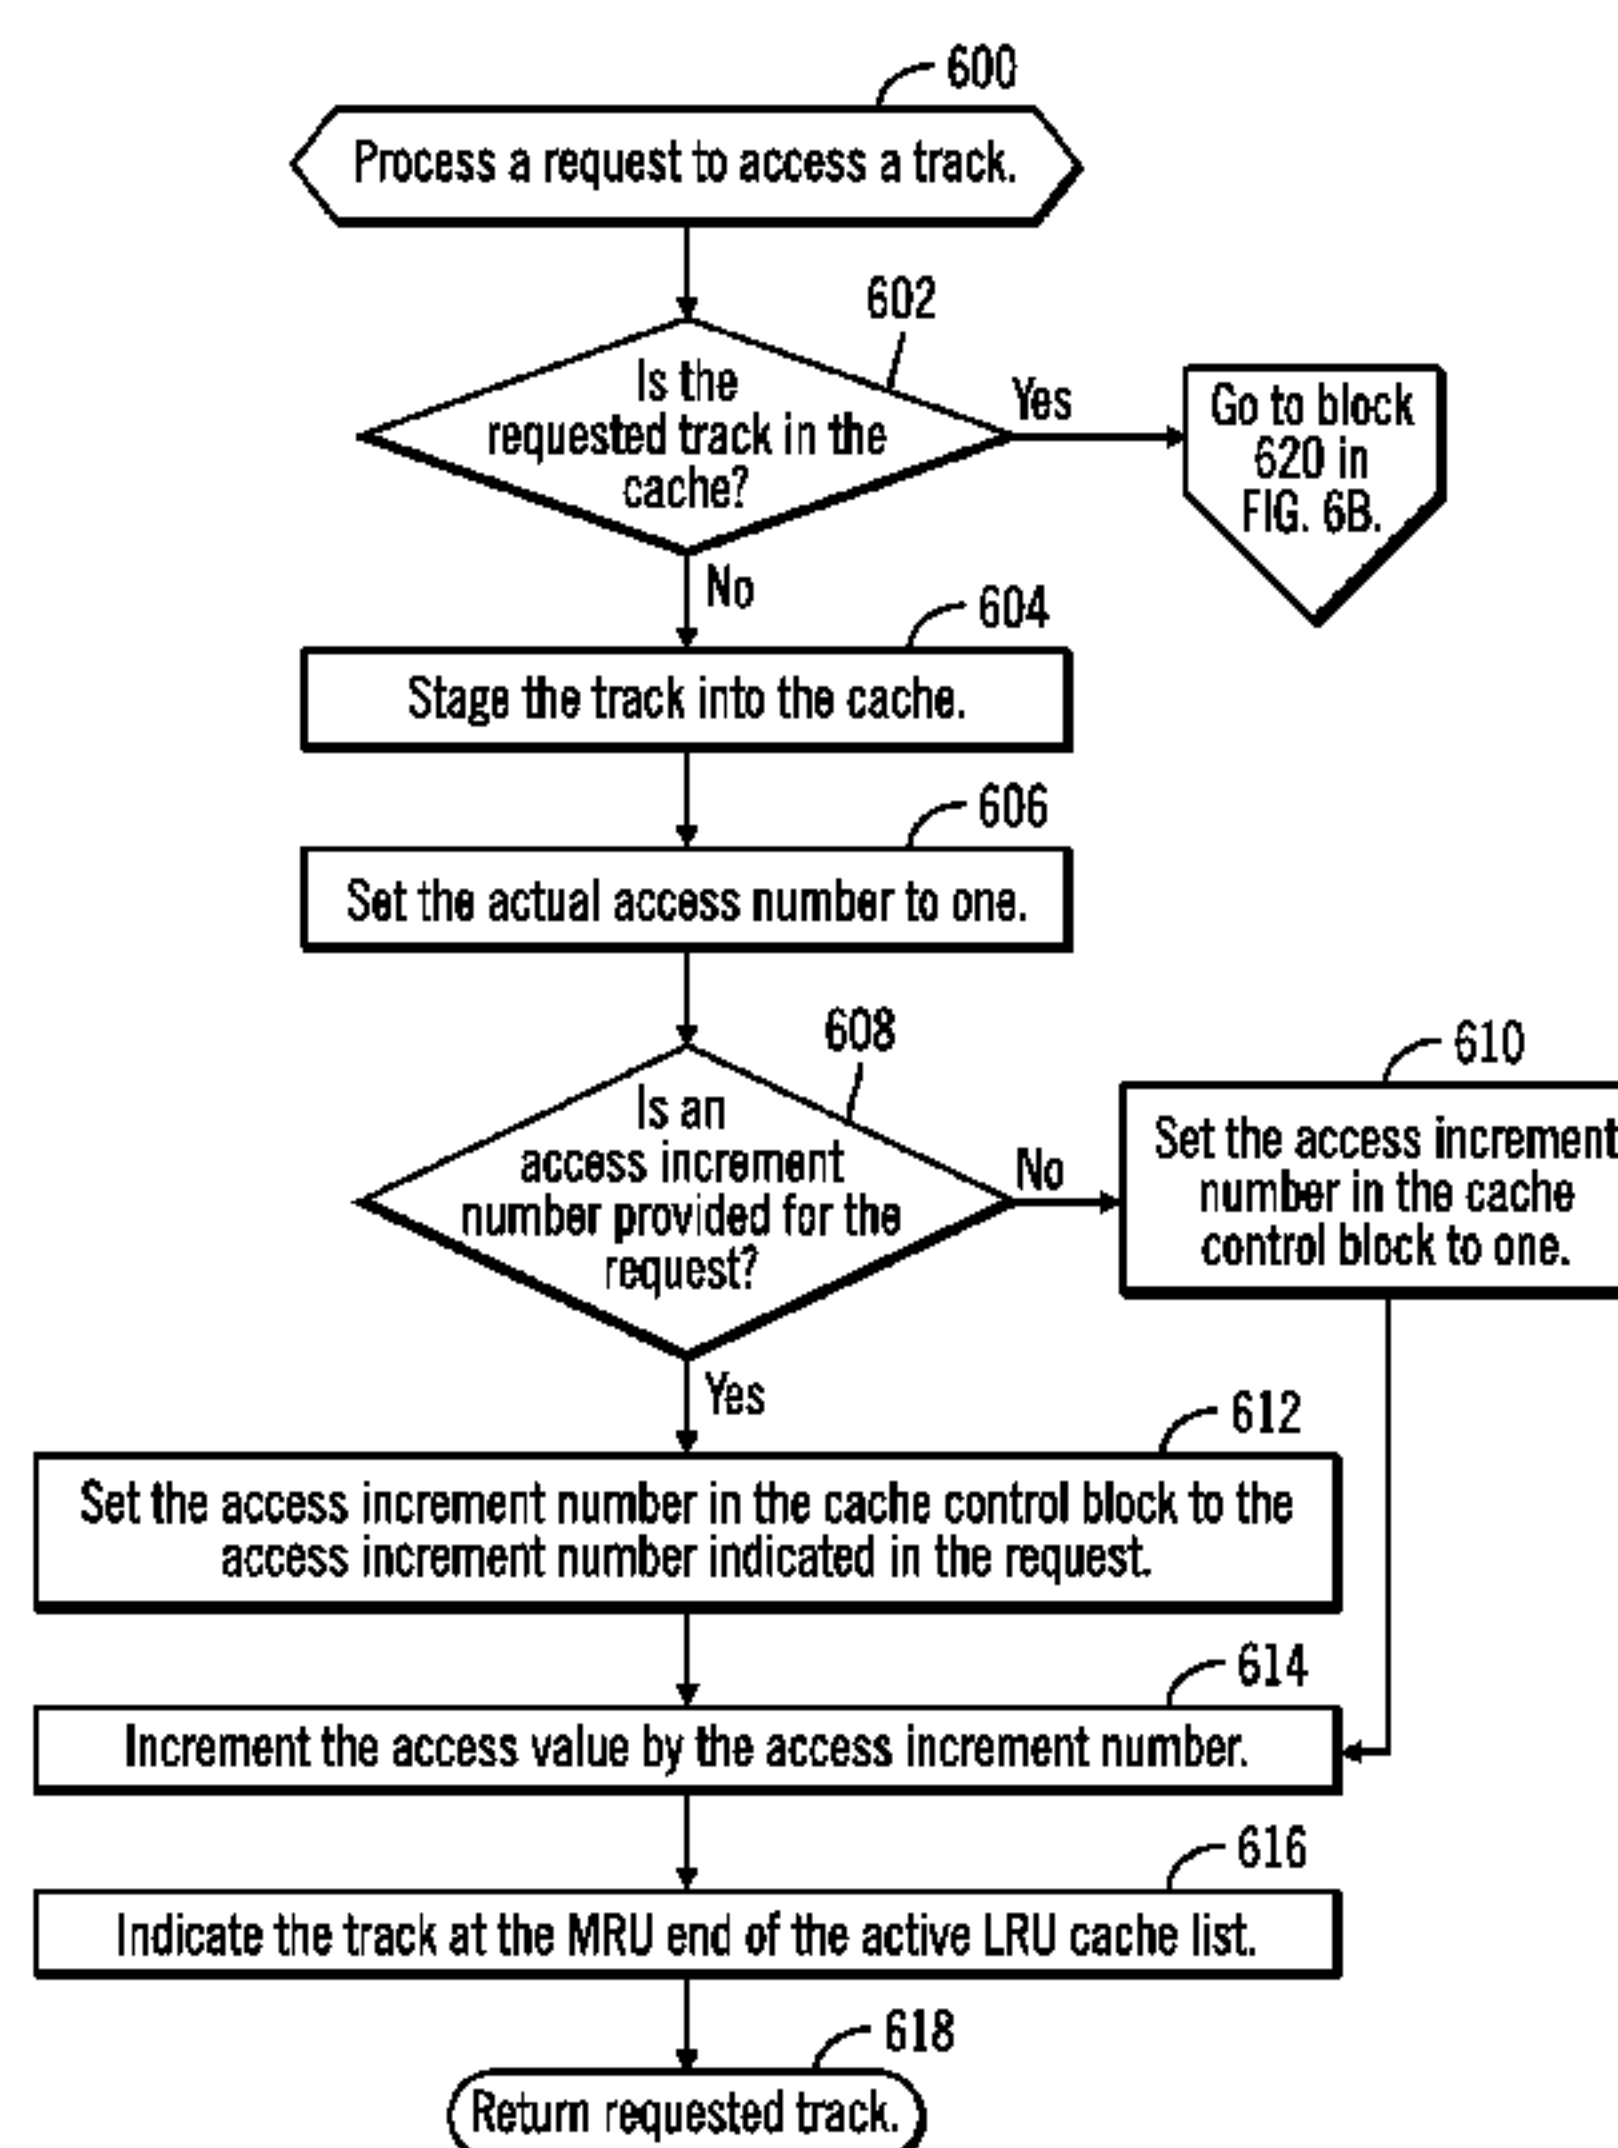 600
Process a request to access a track.
602
Is the
requested track in the
cache?
Yes
Go to block
620 in
FIG. 6B.
No
604
Stage the track into the cache.
606
Set the actual access number to one.
608
Is an
access increment
number provided for the
request?
No
610
Set the access increment
number in the cache
control block to one.
Yes
612
Set the access increment number in the cache control block to the
access increment number indicated in the request.
614
Increment the access value by the access increment number.
616
Indicate the track at the MRU end of the active LRU cache list.
618
Return requested track.